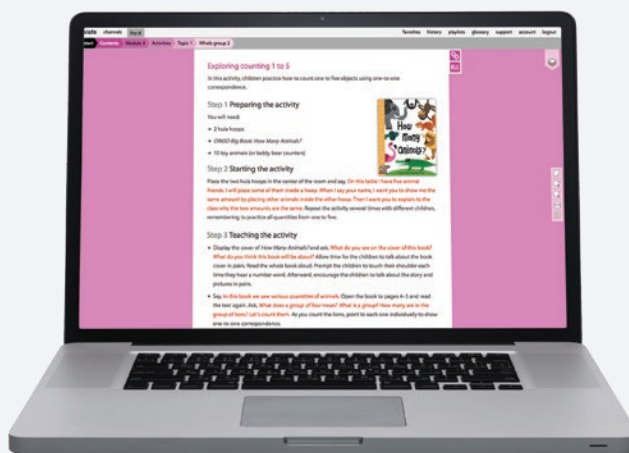 slate channels Pre-K favorites history playlists glossary support account logout
start Contents Module 3 Activities Topic 1 Whole group 2
Exploring counting 1 to 5
In this activity, children practice how to count one to five objects using one-to-one
correspondence.
Step 1 Preparing the activity
You will need:
• 2 hula hoops
• ORIGO Big Book: How Many Animals?
• 10 toy animals (or teddy bear counters)
How
Many
Animals?
Step 2 Starting the activity
Place the two hula hoops in the center of the room and say, On this table I have five animal
friends. I will place some of them inside a hoop. When I say your name, I want you to show me the
same amount by placing other animals inside the other hoop. Then I want you to explain to the
class why the two amounts are the same. Repeat the activity several times with different children,
remembering to practice all quantities from one to five.
Step 3 Teaching the activity
• Display the cover of How Many Animals? and ask, What do you see on the cover of this book?
What do you think this book will be about? Allow time for the children to talk about the book
cover in pairs. Read the whole book aloud. Prompt the children to touch their shoulder each
time they hear a number word. Afterward, encourage the children to talk about the story and
pictures in pairs.
• Say, In this book we saw various quantities of animals. Open the book to pages 4–5 and read
the text again. Ask, What does a group of four mean? What is a group? How many are in the
group of lions? Let's count them. As you count the lions, point to each one individually to show
one-to-one correspondence.